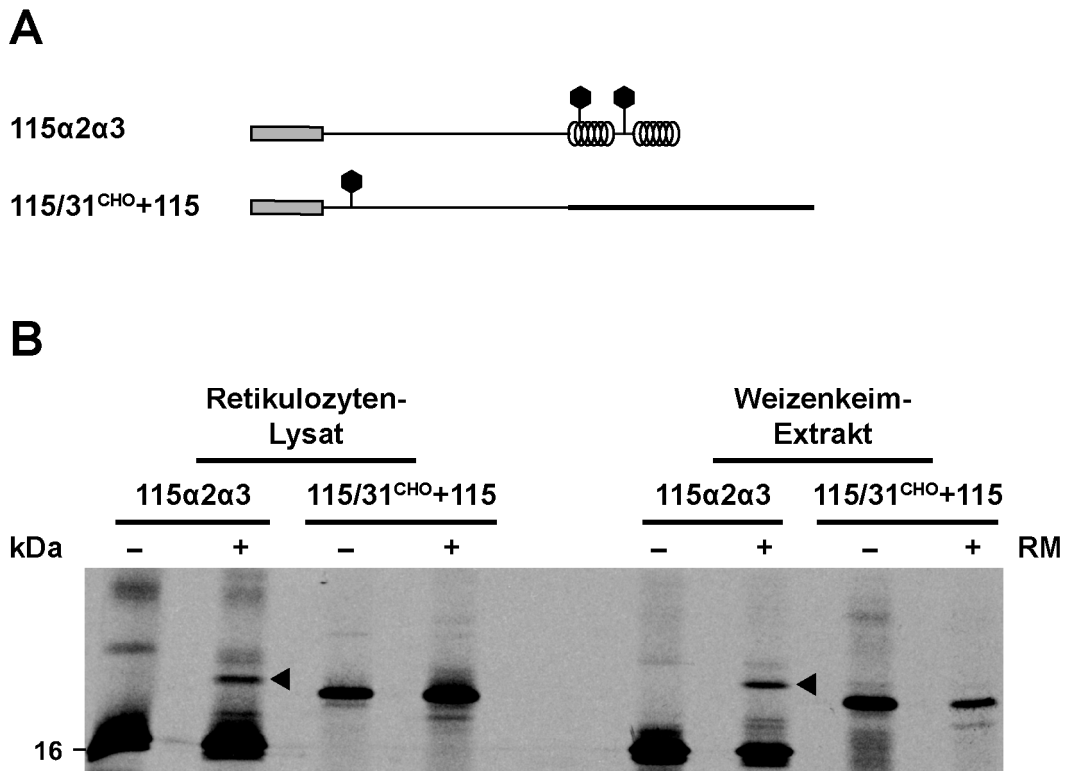 A
115α2α3
115/31ᶜᴴᴼ+115
B
Retikulozyten-
Lysat
Weizenkeim-
Extrakt
115α2α3
115/31ᶜᴴᴼ+115
115α2α3
115/31ᶜᴴᴼ+115
kDa – + – + – + – + RM
16